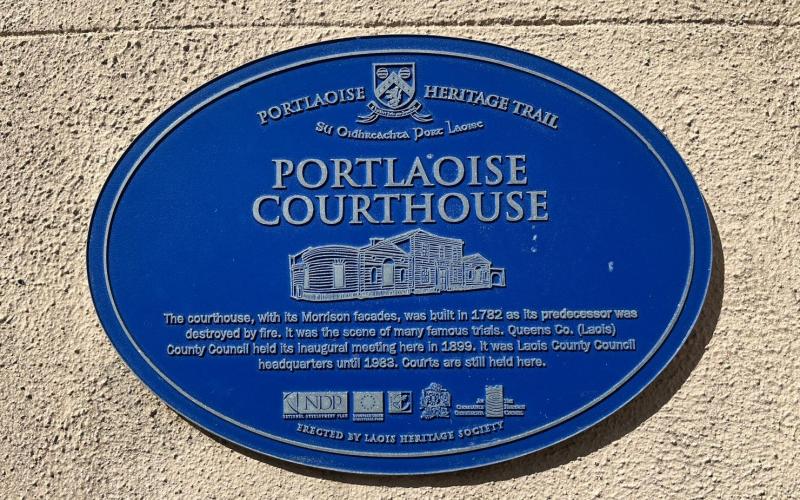 PORTLAOISE HERITAGE TRAIL
Slí Oidhreachta Port Laoise
PORTLAOISE
COURTHOUSE
The courthouse, with its Morrison facades, was built in 1782 as its predecessor was
destroyed by fire. It was the scene of many famous trials. Queens Co. (Laois)
County Council held its inaugural meeting here in 1899. It was Laois County Council
headquarters until 1983. Courts are still held here.
NDP
NATIONAL DEVELOPMENT PLAN
ERECTED BY LAOIS HERITAGE SOCIETY